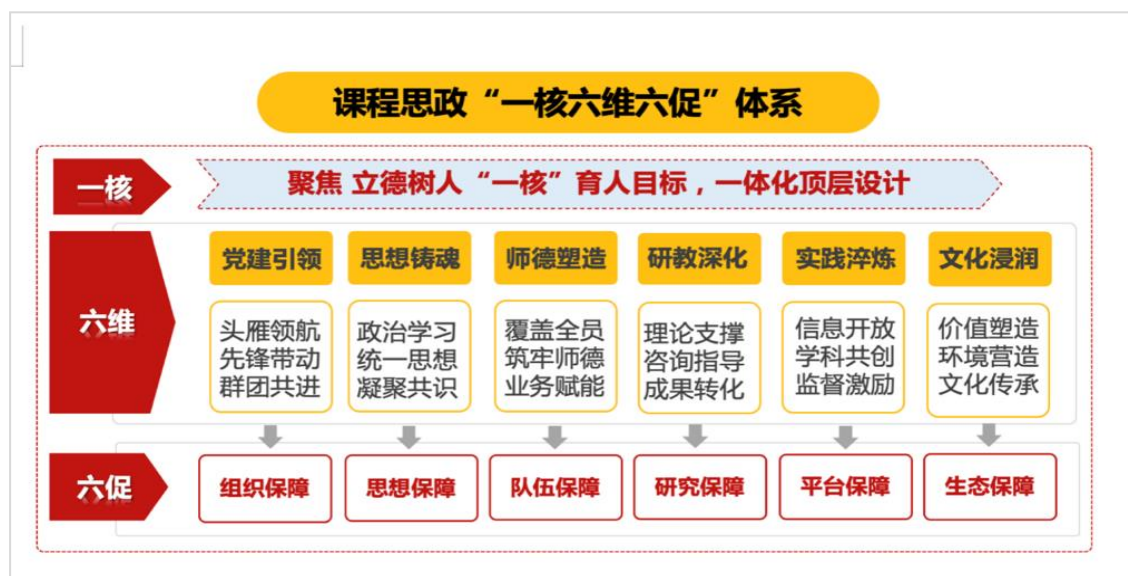 课程思政“一核六维六促”体系
一核
聚焦 立德树人“一核”育人目标，一体化顶层设计
六维
党建引领
头雁领航
先锋带动
群团共进
思想铸魂
政治学习
统一思想
凝聚共识
师德塑造
覆盖全员
筑牢师德
业务赋能
研教深化
理论支撑
咨询指导
成果转化
实践淬炼
信息开放
学科共创
监督激励
文化浸润
价值塑造
环境营造
文化传承
六促
组织保障
思想保障
队伍保障
研究保障
平台保障
生态保障